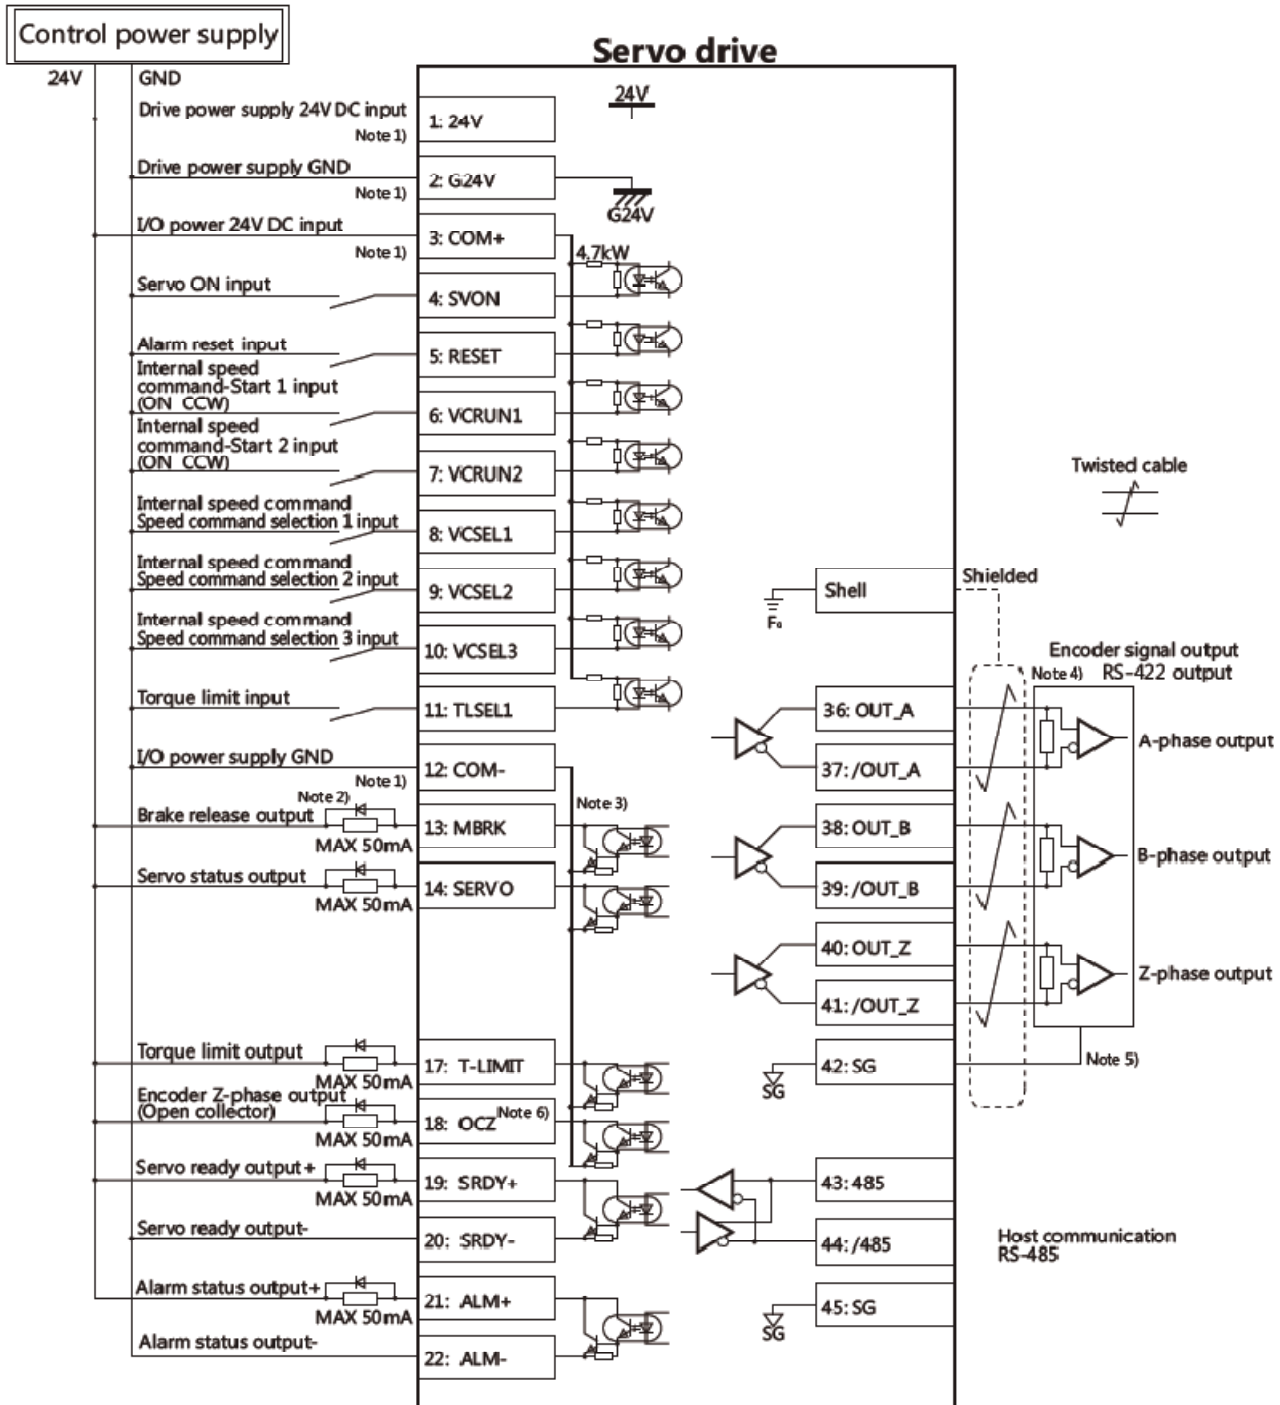 Control power supply
Servo drive
24V
GND
Drive power supply 24V DC input
Note 1)
1: 24V
24V
Drive power supply GND
Note 1)
2: G24V
G24V
I/O power 24V DC input
Note 1)
3: COM+
4.7kW
Servo ON input
4: SVON
Alarm reset input
5: RESET
Internal speed
command-Start 1 input
(ON CCW)
6: VCRUN1
Internal speed
command-Start 2 input
(ON CCW)
7: VCRUN2
Internal speed command
Speed command selection 1 input
8: VCSEL1
Internal speed command
Speed command selection 2 input
9: VCSEL2
Internal speed command
Speed command selection 3 input
10: VCSEL3
Torque limit input
11: TLSEL1
I/O power supply GND
Note 1)
12: COM-
Note 2)
Note 3)
Brake release output
MAX 50mA
13: MBRK
Servo status output
MAX 50mA
14: SERVO
Torque limit output
MAX 50mA
17: T-LIMIT
Encoder Z-phase output
(Open collector)
MAX 50mA
18: OCZ
Note 6)
Servo ready output+
MAX 50mA
19: SRDY+
Servo ready output-
20: SRDY-
Alarm status output+
MAX 50mA
21: ALM+
Alarm status output-
22: ALM-
Twisted cable
Shell
Shielded
Encoder signal output
Note 4)
RS-422 output
36: OUT_A
37: /OUT_A
A-phase output
38: OUT_B
39: /OUT_B
B-phase output
40: OUT_Z
41: /OUT_Z
Z-phase output
42: SG
SG
Note 5)
43: 485
44: /485
Host communication
RS-485
45: SG
SG